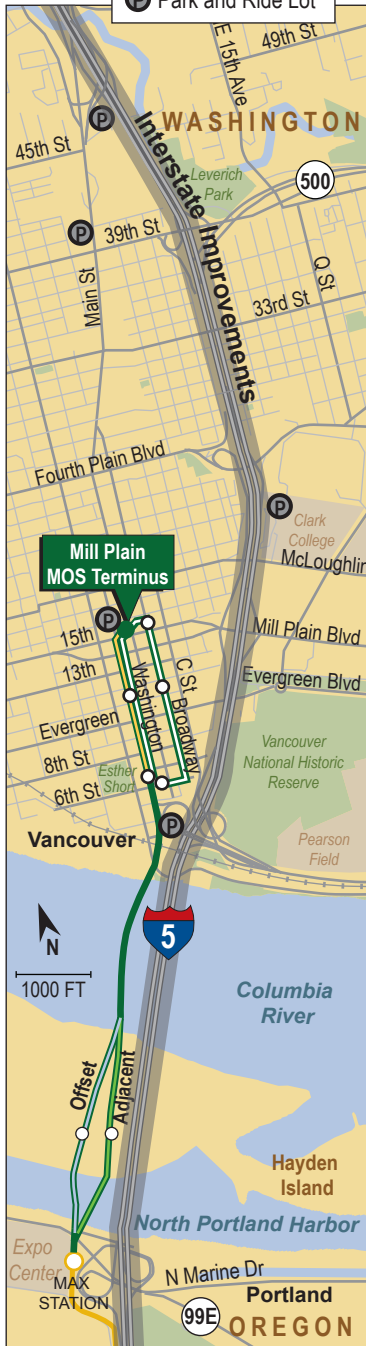 P Park and Ride Lot
49th St
E 15th Ave
P
WASHINGTON
45th St
Leverich
Park
500
Interstate Improvements
P
39th St
Main St
Q St
33rd St
Fourth Plain Blvd
P
Clark
College
McLoughlin
Mill Plain
MOS Terminus
P
15th
Mill Plain Blvd
13th
Washington
C St
Broadway
Evergreen Blvd
Evergreen
8th St
Esther
Short
6th St
Vancouver
National Historic
Reserve
Vancouver
P
Pearson
Field
N
5
1000 FT
Columbia
River
Offset
Adjacent
Hayden
Island
North Portland Harbor
Expo
Center
MAX
STATION
N Marine Dr
Portland
99E
OREGON